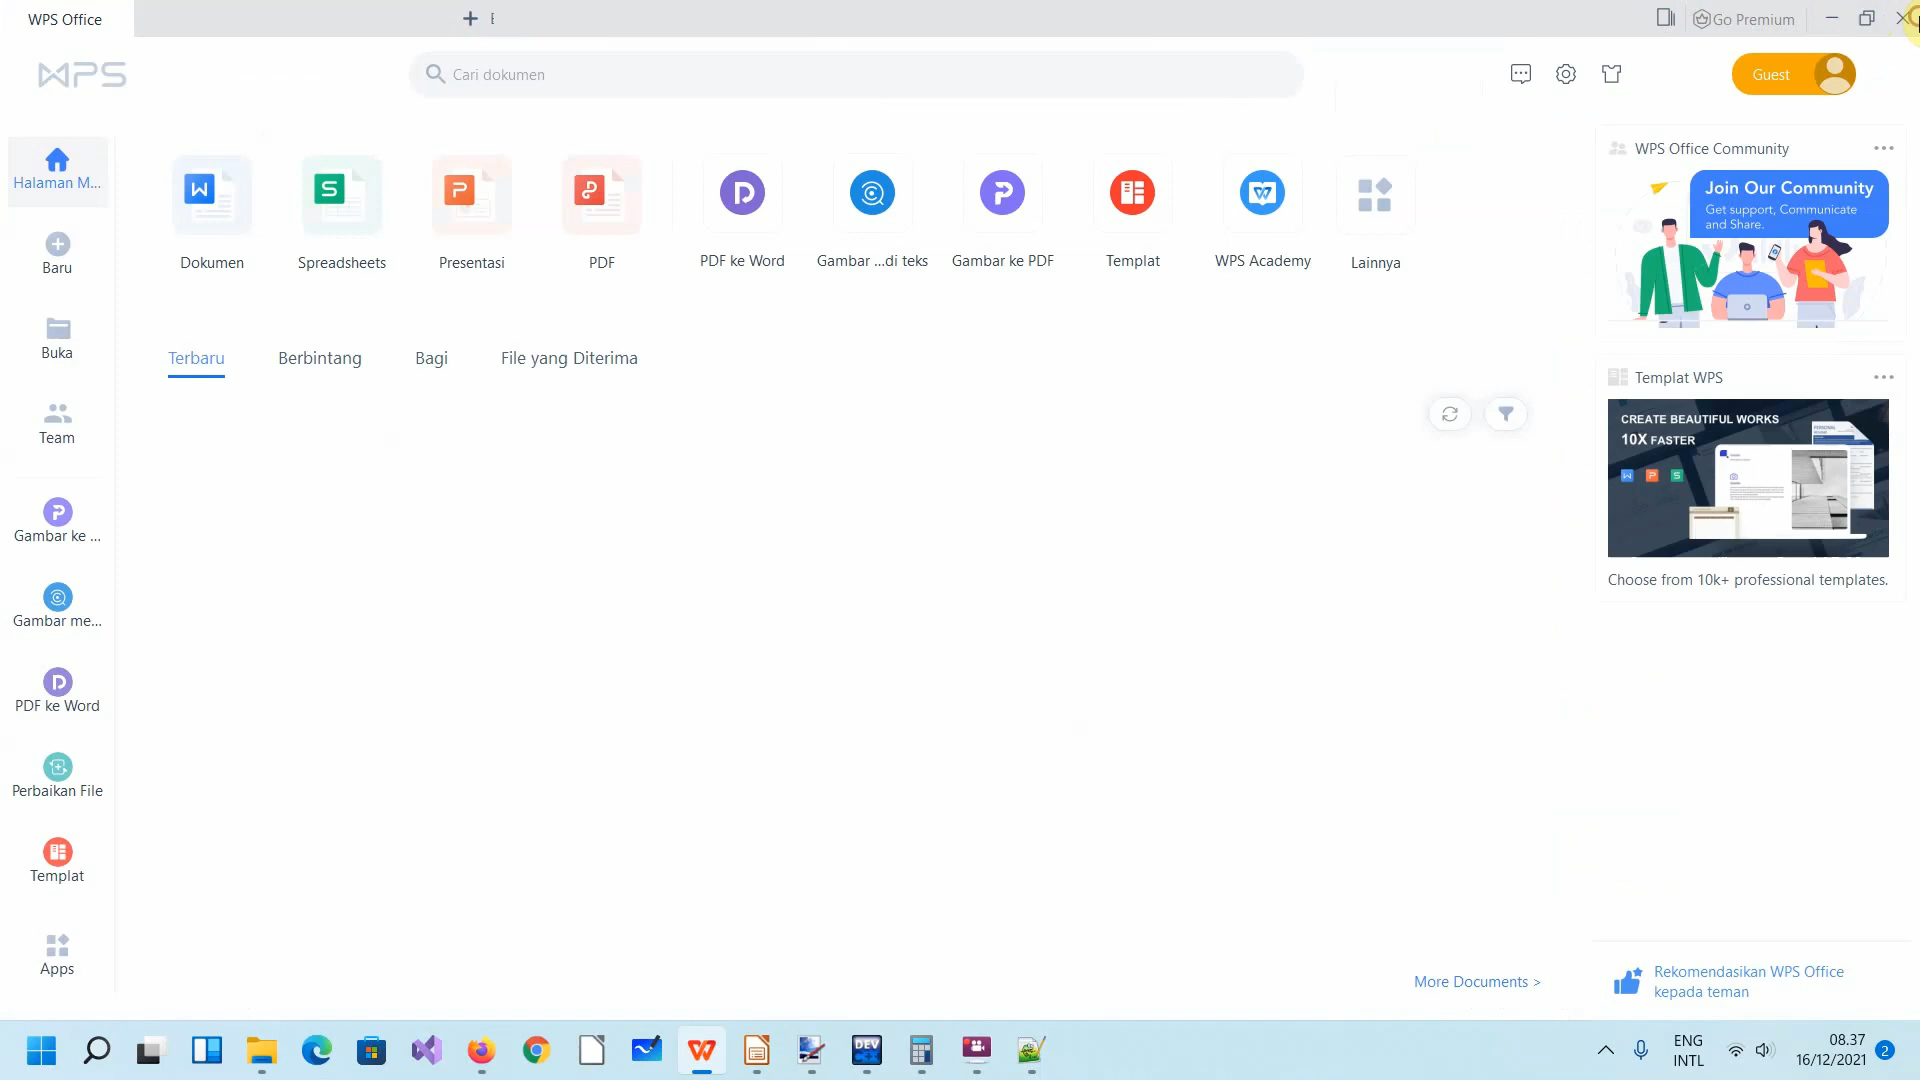 WPS Office
Go Premium
WPS
Cari dokumen
Guest
Halaman M...
Baru
Buka
Team
Gambar ke ...
Gambar me...
PDF ke Word
Perbaikan File
Templat
Apps
Dokumen
Spreadsheets
Presentasi
PDF
PDF ke Word
Gambar ...di teks
Gambar ke PDF
Templat
WPS Academy
Lainnya
Terbaru
Berbintang
Bagi
File yang Diterima
More Documents >
WPS Office Community
Join Our Community
Get support, Communicate
and Share.
Templat WPS
CREATE BEAUTIFUL WORKS
10X FASTER
Choose from 10k+ professional templates.
Rekomendasikan WPS Office
kepada teman
DEV
C++
ENG
INTL
08.37
16/12/2021
2